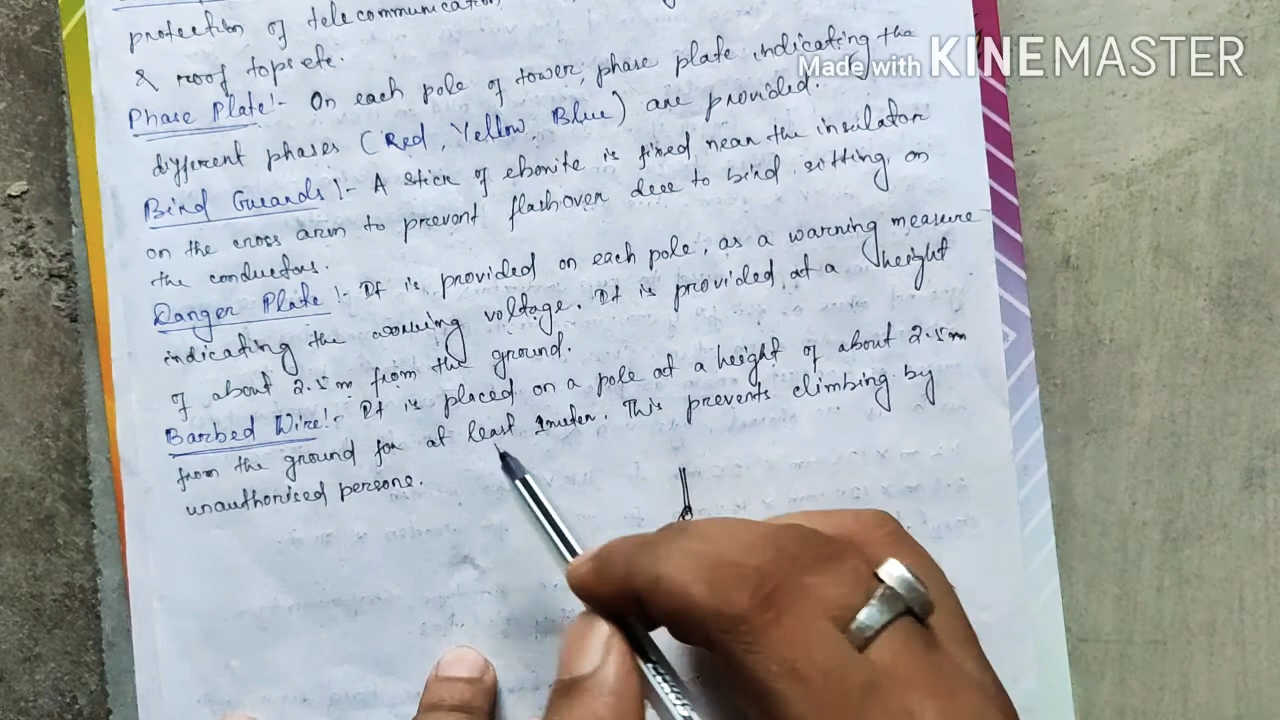 protection of telecommunication
& roof tops etc.
Phase Plate:- On each pole of tower, phase plate indicating the
different phases (Red, Yellow, Blue) are provided.
Bird Guards:- A stick of ebonite is fixed near the insulator
on the cross arm to prevent flashover due to bird sitting on
the conductors.
Danger Plate:- It is provided on each pole, as a warning measure
indicating the working voltage. It is provided at a height
of about 2.5m from the ground.
Barbed Wire:- It is placed on a pole at a height of about 2.5m
from the ground for at least 1meter. This prevents climbing by
unauthorised persons.
Made with KINEMASTER